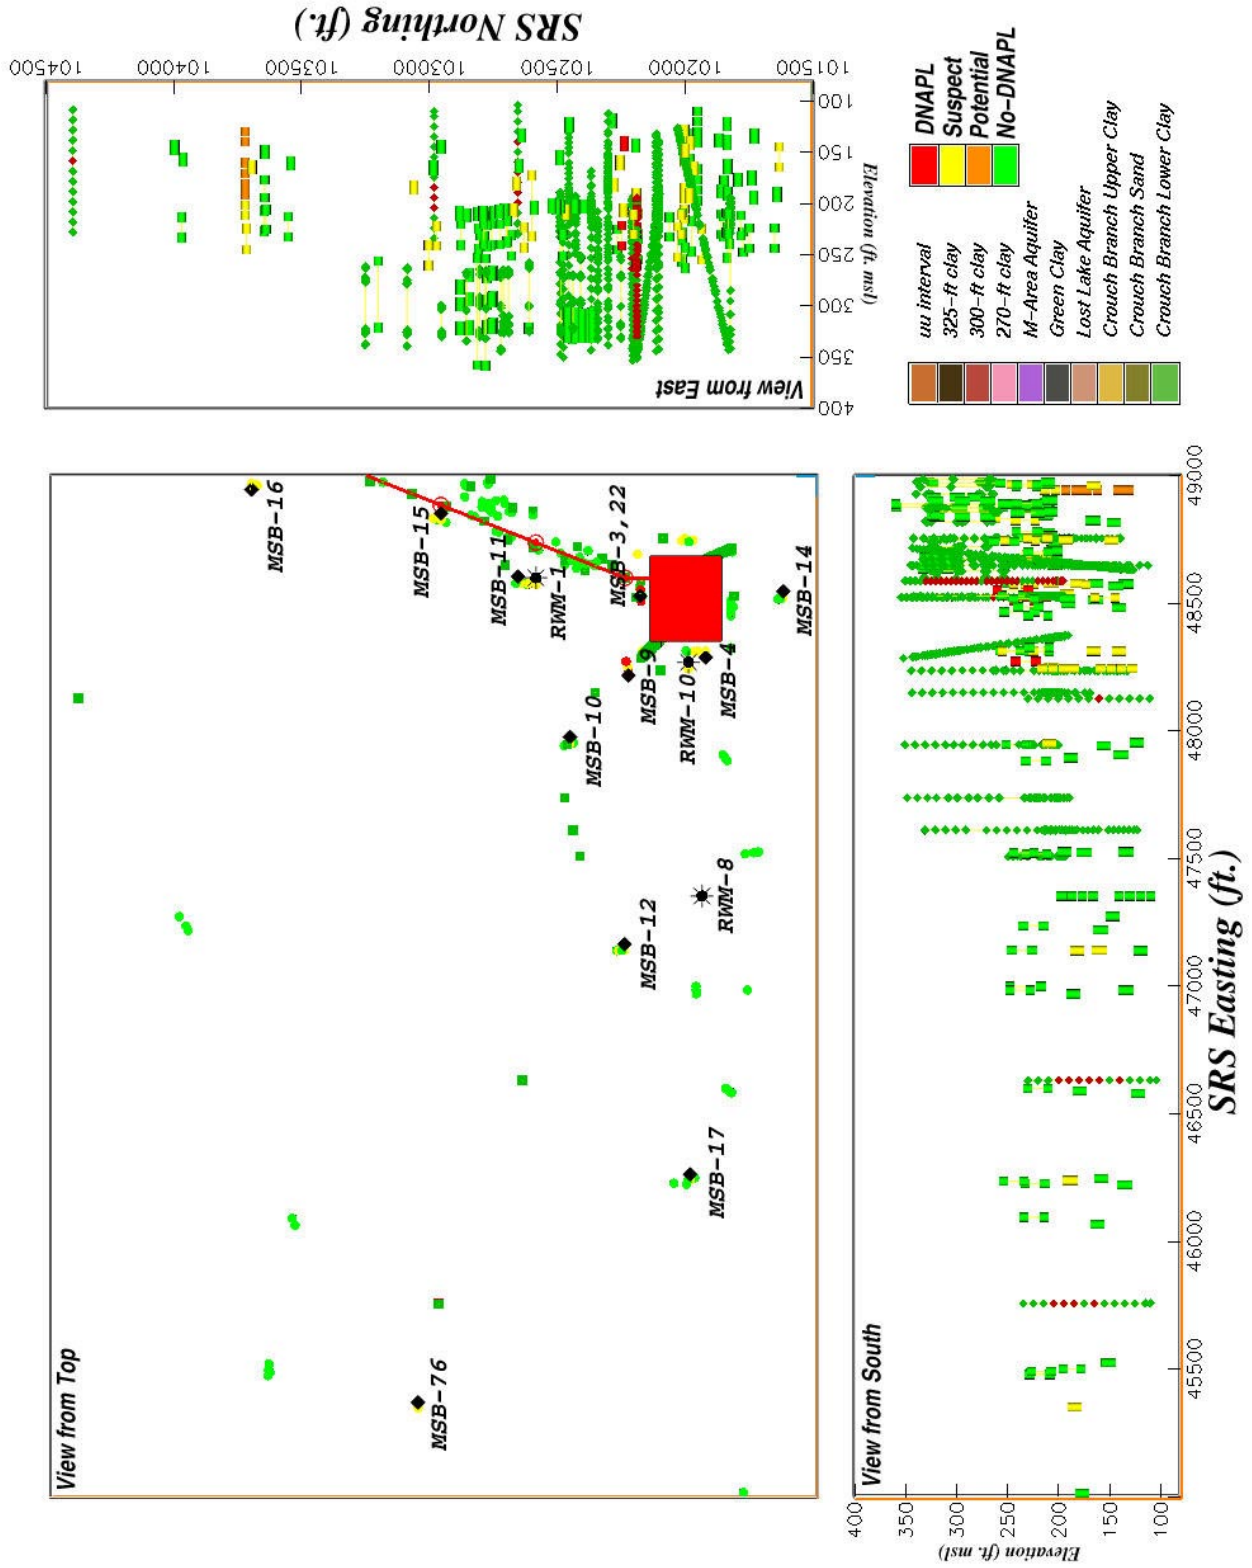 SRS Northing (ft.)
104500
104000
103500
103000
102500
102000
101500
100
150
200
250
300
350
400
Elevation (ft. msl)
View from East
DNAPL
Suspect
Potential
No-DNAPL
uu interval
325-ft clay
300-ft clay
270-ft clay
M-Area Aquifer
Green Clay
Lost Lake Aquifer
Crouch Branch Upper Clay
Crouch Branch Sand
Crouch Branch Lower Clay
View from Top
MSB-16
MSB-15
MSB-11
RWM-1
MSB-3,22
MSB-14
MSB-9
RWM-10
MSB-4
MSB-10
RWM-8
MSB-12
MSB-17
MSB-76
View from South
400
350
300
250
200
150
100
Elevation (ft. msl)
45500
46000
46500
47000
47500
48000
48500
49000
SRS Easting (ft.)